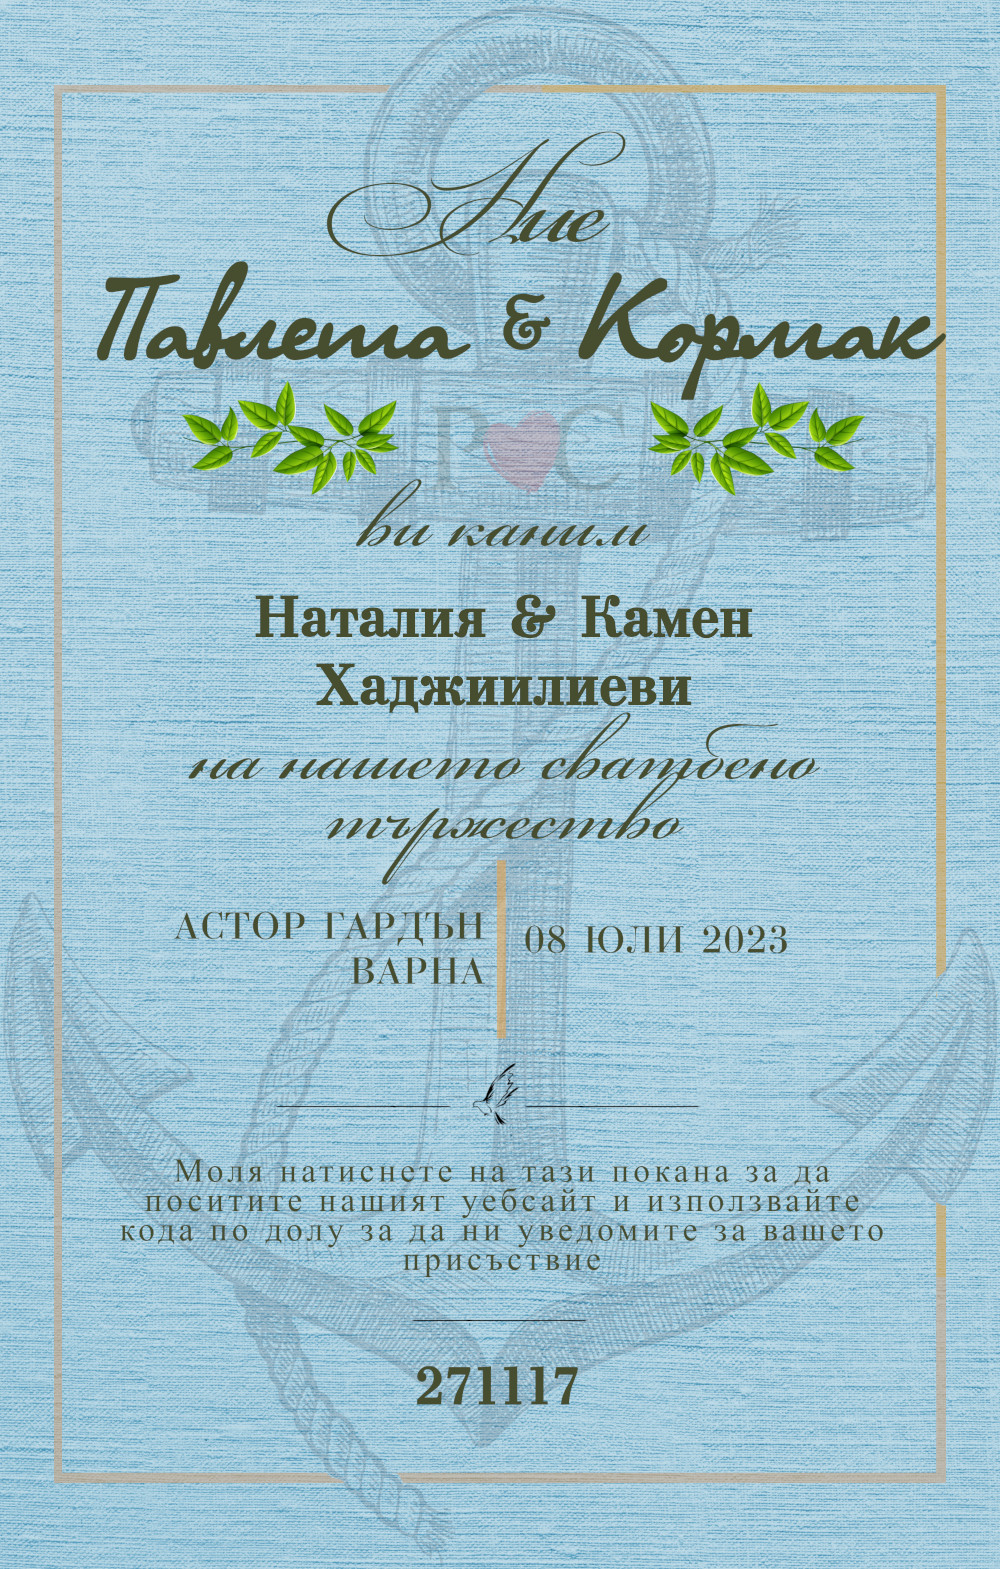 Ние
Павлета & Кормак
P C
ви каним
Наталия & Камен
Хаджиилиеви
на нашето сватбено
тържество
АСТОР ГАРДЪН
ВАРНА
08 ЮЛИ 2023
Моля натиснете на тази покана за да
поситите нашият уебсайт и използвайте
кода по долу за да ни уведомите за вашето
присъствие
271117